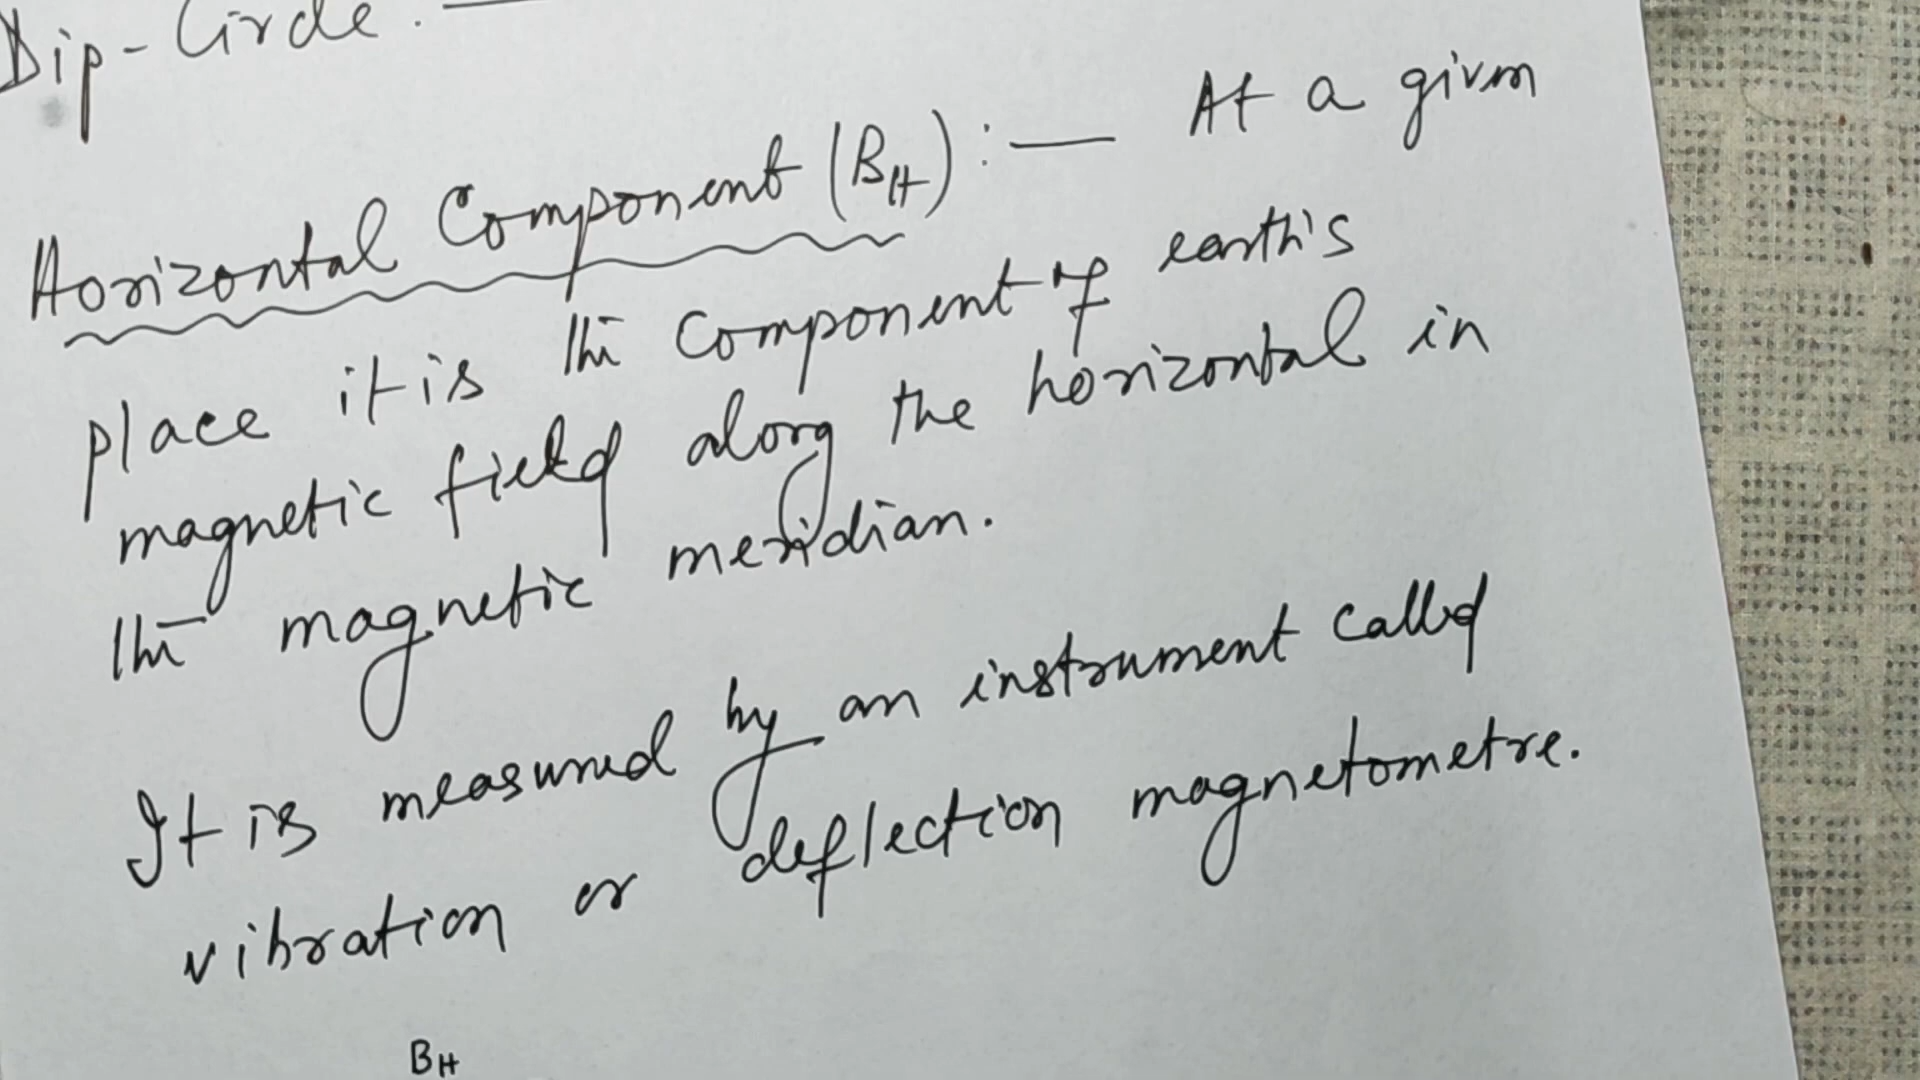 Dip-Circle.
Horizontal Component (BH) :— At a given
place it is the component of earth's
magnetic field along the horizontal in
the magnetic meridian.
It is measured by an instrument called
vibration or deflection magnetometre.
BH